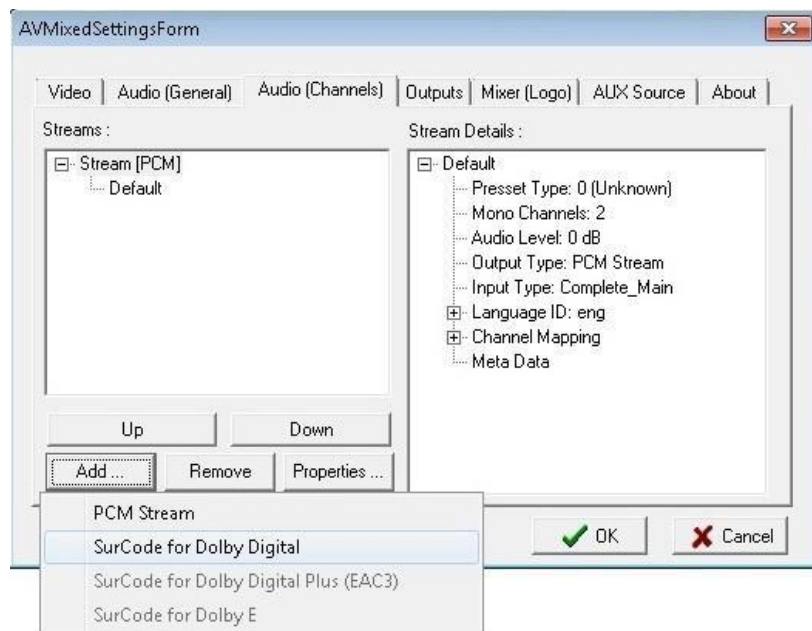 AVMixedSettingsForm
Video Audio (General) Audio (Channels) Outputs Mixer (Logo) AUX Source About
Streams :
Stream [PCM]
Default
Up Down
Add ... Remove Properties ...
Stream Details :
Default
Presset Type: 0 (Unknown)
Mono Channels: 2
Audio Level: 0 dB
Output Type: PCM Stream
Input Type: Complete_Main
Language ID: eng
Channel Mapping
Meta Data
PCM Stream
SurCode for Dolby Digital
SurCode for Dolby Digital Plus (EAC3)
SurCode for Dolby E
OK Cancel